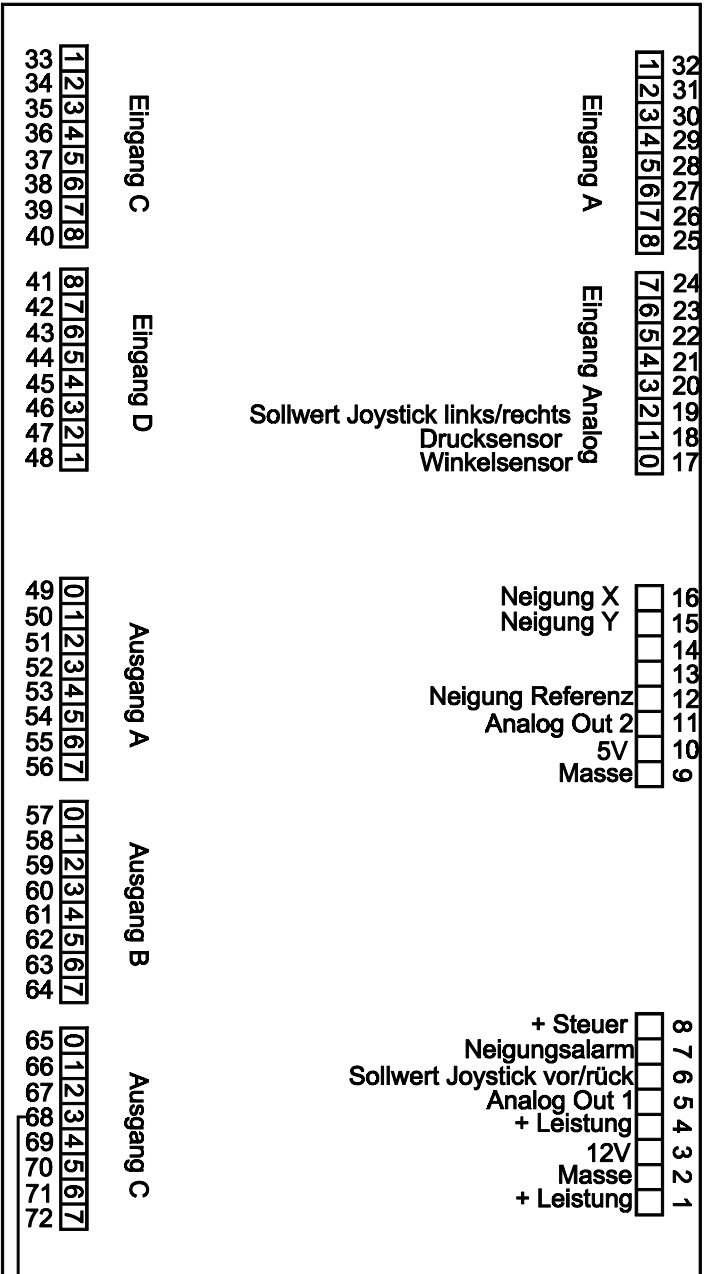 33 1
34 2
35 3
36 4
37 5
38 6
39 7
40 8
Eingang C
41 8
42 7
43 6
44 5
45 4
46 3
47 2
48 1
Eingang D
49 0
50 1
51 2
52 3
53 4
54 5
55 6
56 7
Ausgang A
57 0
58 1
59 2
60 3
61 4
62 5
63 6
64 7
Ausgang B
65 0
66 1
67 2
68 3
69 4
70 5
71 6
72 7
Ausgang C
Eingang A
1 32
2 31
3 30
4 29
5 28
6 27
7 26
8 25
Eingang Analog
7 24
6 23
5 22
4 21
3 20
Sollwert Joystick links/rechts 2 19
Drucksensor 1 18
Winkelsensor 0 17
Neigung X 16
Neigung Y 15
14
13
Neigung Referenz 12
Analog Out 2 11
5V 10
Masse 9
+ Steuer 8
Neigungsalarm 7
Sollwert Joystick vor/rück 6
Analog Out 1 5
+ Leistung 4
12V 3
Masse 2
+ Leistung 1